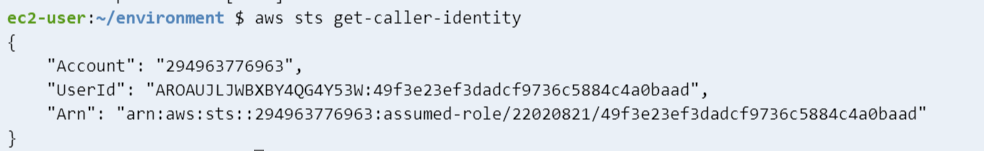 ec2-user:~/environment $ aws sts get-caller-identity
{
    "Account": "294963776963",
    "UserId": "AROAUJLJWBXBY4QG4Y53W:49f3e23ef3dadcf9736c5884c4a0baad",
    "Arn": "arn:aws:sts::294963776963:assumed-role/22020821/49f3e23ef3dadcf9736c5884c4a0baad"
}